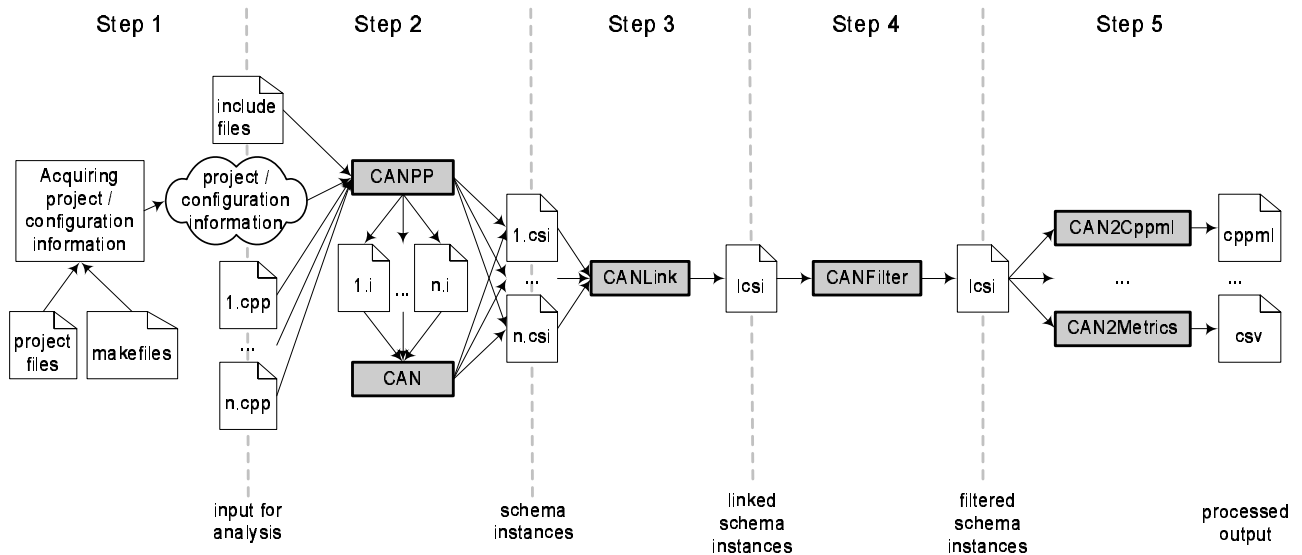 Step 1
Step 2
Step 3
Step 4
Step 5
include
files
Acquiring
project /
configuration
information
project /
configuration
information
CANPP
1.cpp
...
n.cpp
project
files
makefiles
1.i
...
n.i
CAN
1.csi
...
n.csi
CANLink
lcsi
CANFilter
lcsi
CAN2Cppml
...
CAN2Metrics
cppml
...
csv
input for
analysis
schema
instances
linked
schema
instances
filtered
schema
instances
processed
output